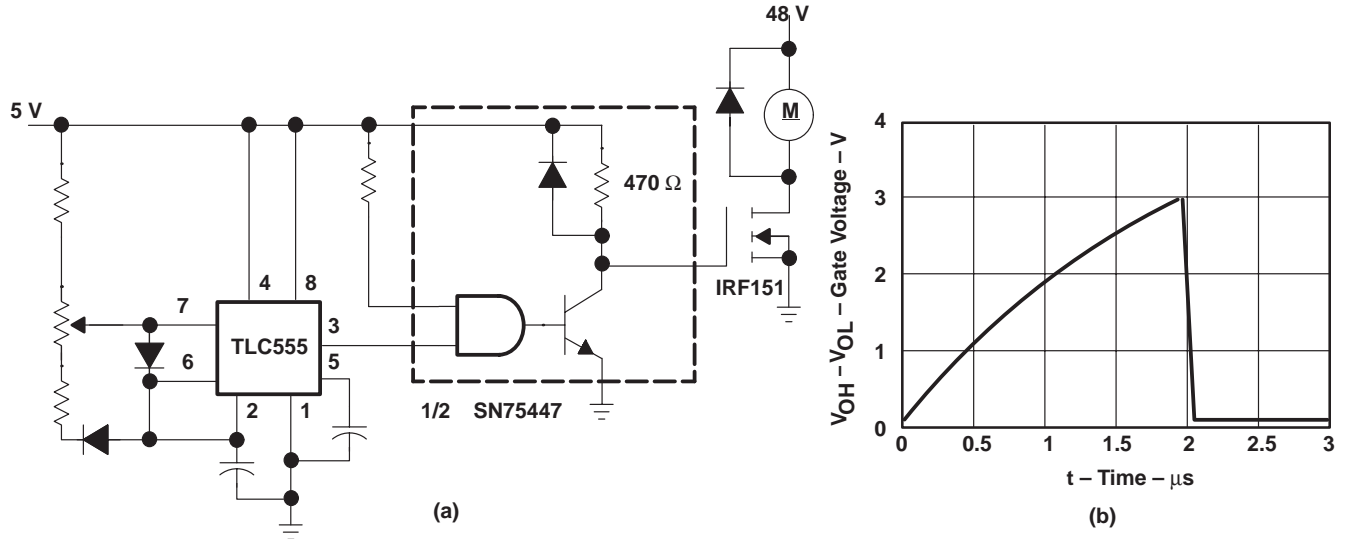 48 V
5 V
M
470 Ω
IRF151
4
8
7
3
TLC555
6
5
2
1
1/2 SN75447
(a)
VOH – VOL – Gate Voltage – V
4
3
2
1
0
0
0.5
1
1.5
2
2.5
3
t – Time – μs
(b)